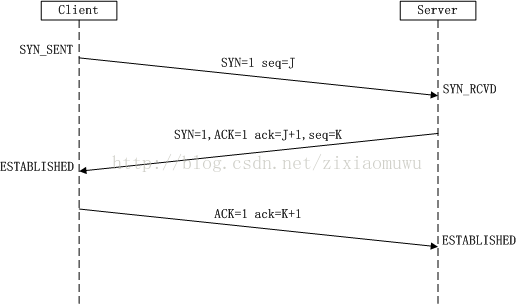 Client
Server
SYN_SENT
SYN=1 seq=J
SYN_RCVD
SYN=1,ACK=1 ack=J+1,seq=K
http://blog.csdn.net/zixiaomuwu
ESTABLISHED
ACK=1 ack=K+1
ESTABLISHED